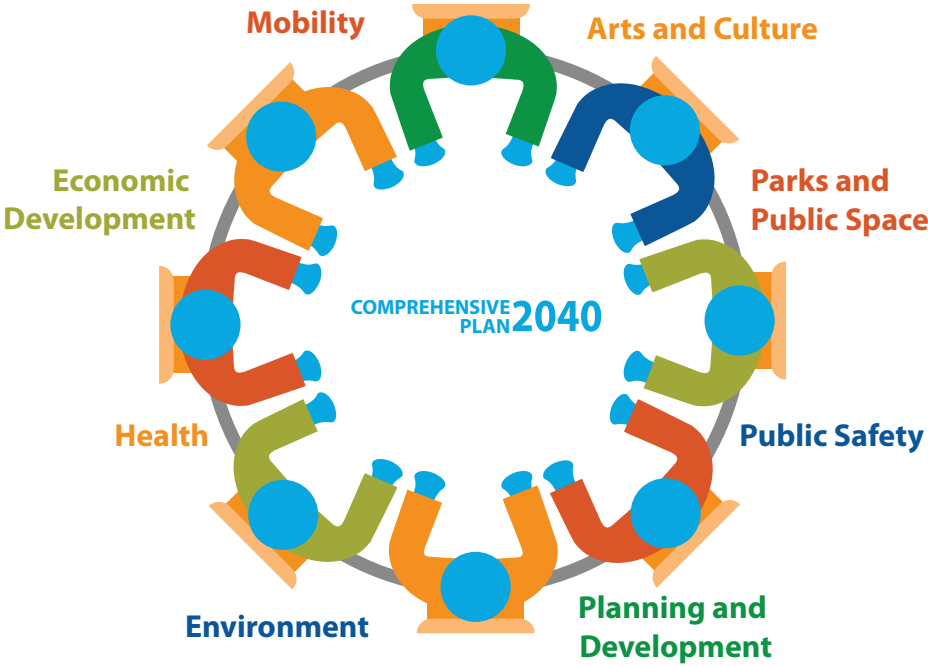 Mobility
Arts and Culture
Economic
Development
Parks and
Public Space
COMPREHENSIVE
PLAN 2040
Health
Public Safety
Environment
Planning and
Development